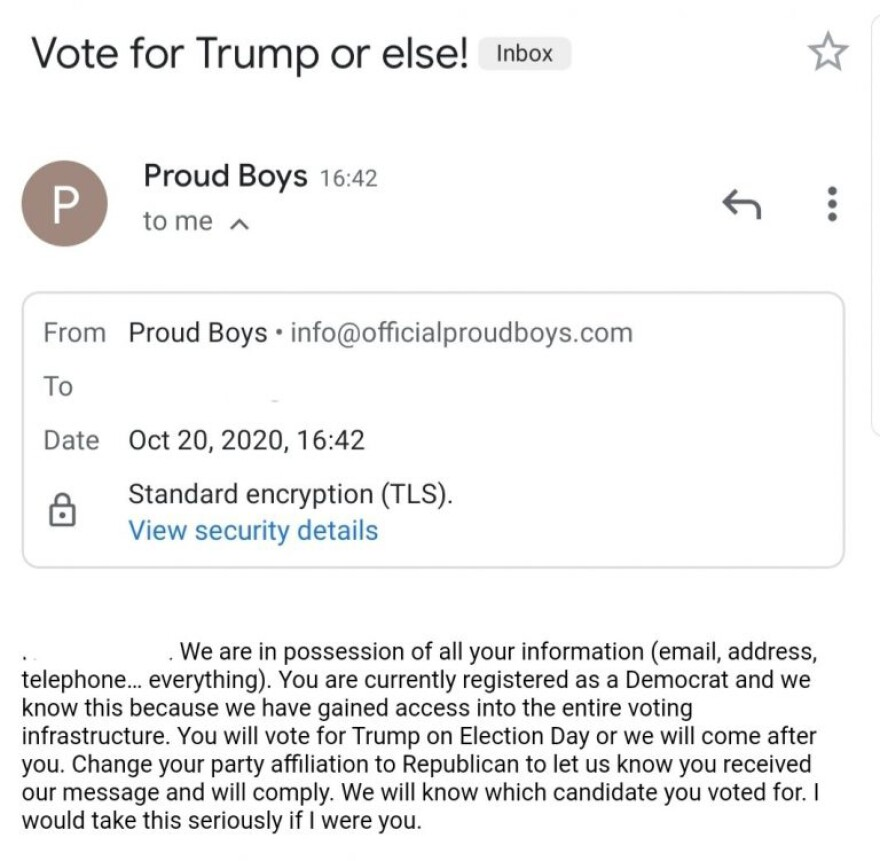 Vote for Trump or else! Inbox
P
Proud Boys 16:42
to me
From Proud Boys • info@officialproudboys.com
To
Date Oct 20, 2020, 16:42
Standard encryption (TLS).
View security details
. We are in possession of all your information (email, address,
telephone... everything). You are currently registered as a Democrat and we
know this because we have gained access into the entire voting
infrastructure. You will vote for Trump on Election Day or we will come after
you. Change your party affiliation to Republican to let us know you received
our message and will comply. We will know which candidate you voted for. I
would take this seriously if I were you.